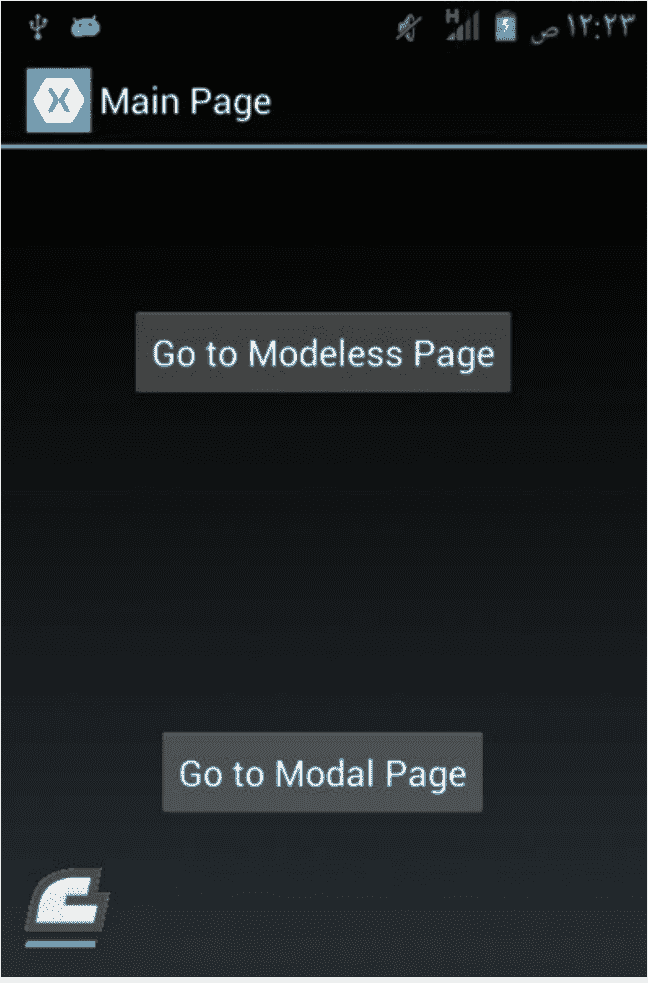 H
١٢:٢٣ ص
Main Page
Go to Modeless Page
Go to Modal Page